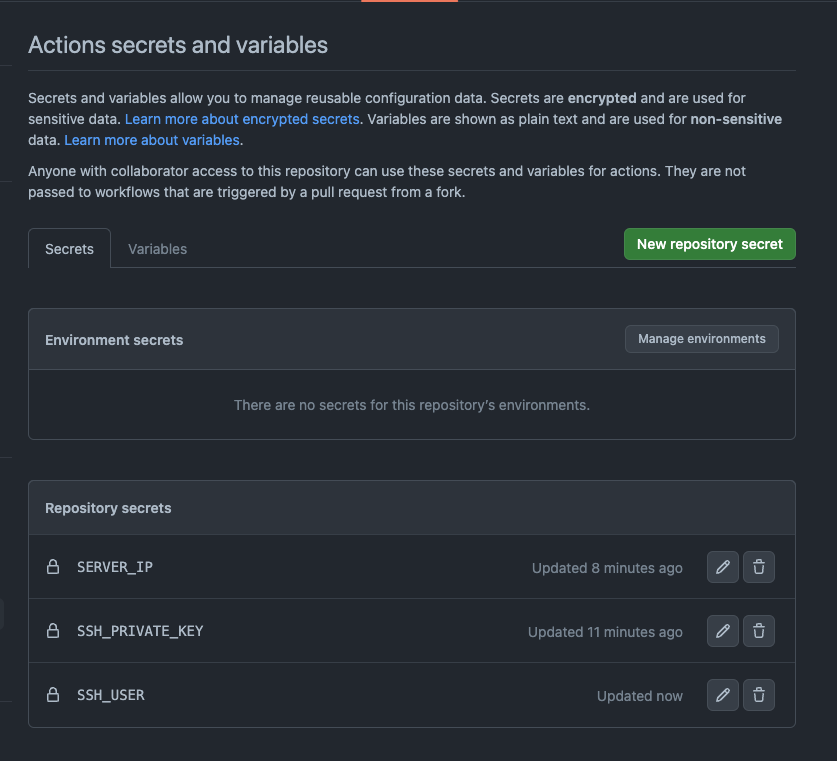 Actions secrets and variables
Secrets and variables allow you to manage reusable configuration data. Secrets are encrypted and are used for
sensitive data. Learn more about encrypted secrets. Variables are shown as plain text and are used for non-sensitive
data. Learn more about variables.
Anyone with collaborator access to this repository can use these secrets and variables for actions. They are not
passed to workflows that are triggered by a pull request from a fork.
Secrets Variables New repository secret
Environment secrets Manage environments
There are no secrets for this repository’s environments.
Repository secrets
SERVER_IP Updated 8 minutes ago
SSH_PRIVATE_KEY Updated 11 minutes ago
SSH_USER Updated now